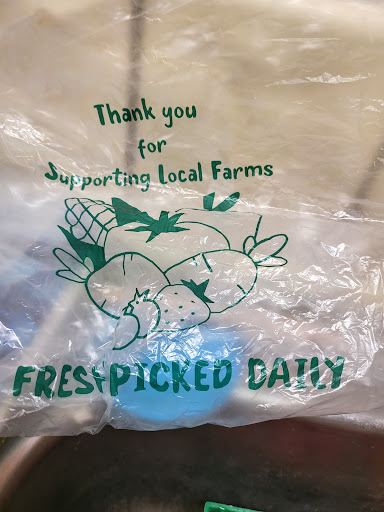 Thank you
for
Supporting Local Farms
FRESH PICKED DAILY